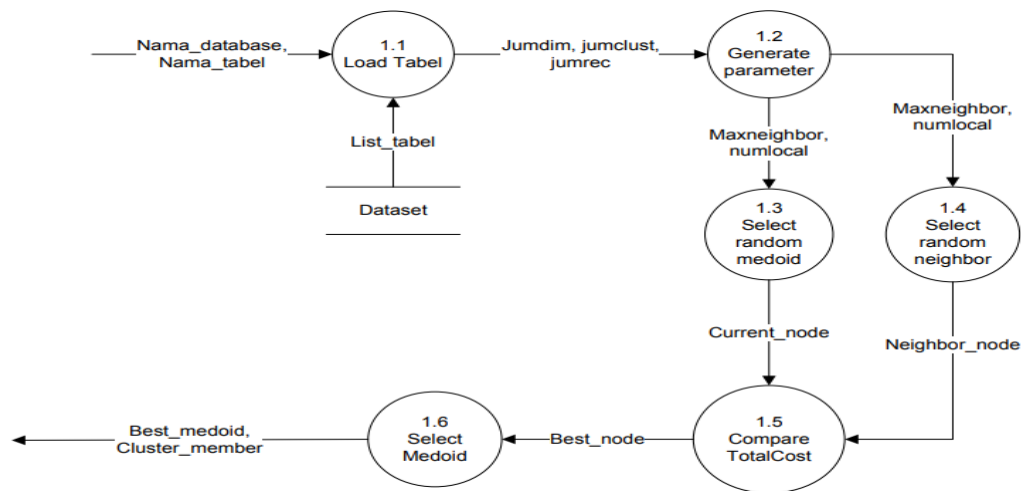 Nama_database,
Nama_tabel
1.1
Load Tabel
Jumdim, jumclust,
jumrec
1.2
Generate
parameter
List_tabel
Dataset
Maxneighbor,
numlocal
Maxneighbor,
numlocal
1.3
Select
random
medoid
1.4
Select
random
neighbor
Current_node
Neighbor_node
1.5
Compare
TotalCost
Best_node
1.6
Select
Medoid
Best_medoid,
Cluster_member